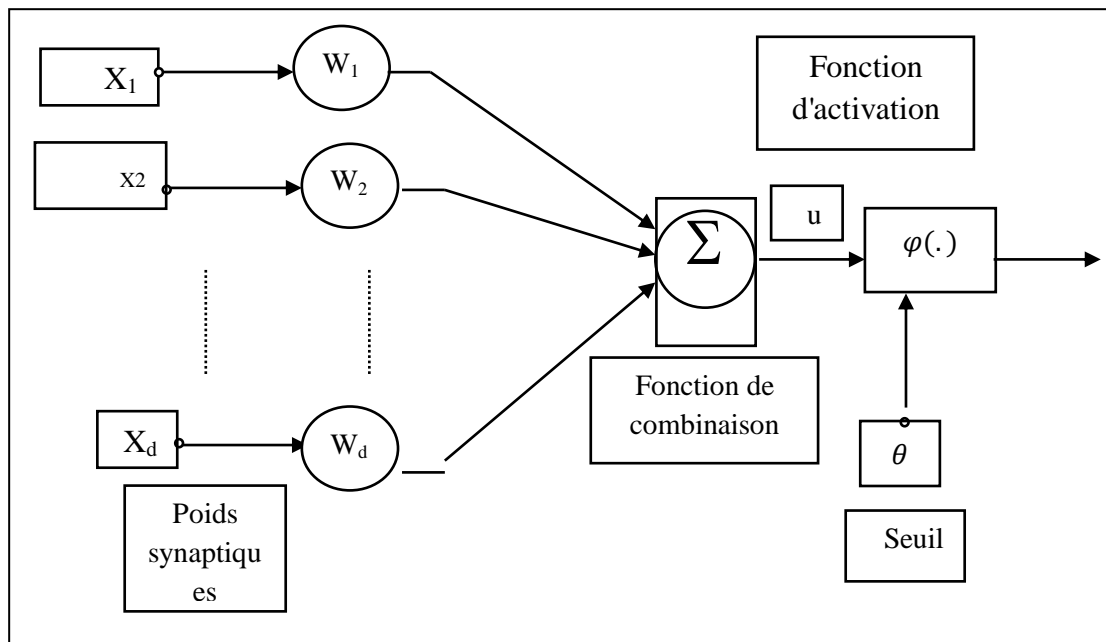 X1
W1
Fonction
d'activation
X2
W2
Σ
u
φ(.)
Fonction de
combinaison
Xd
Wd
θ
Poids
synaptiqu
es
Seuil